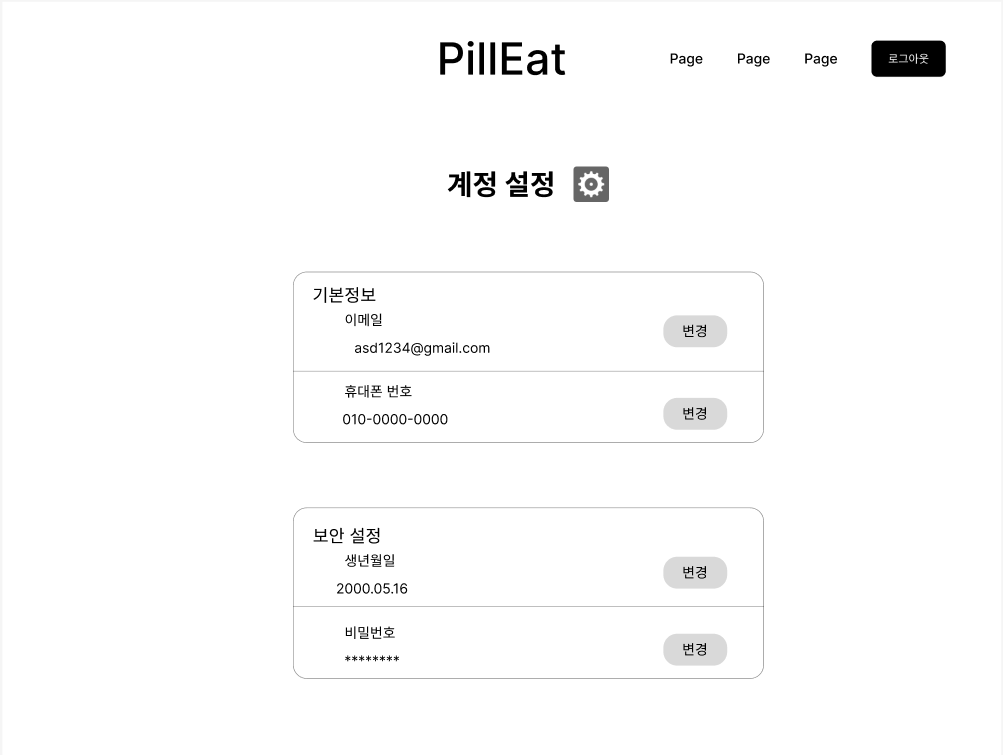 PillEat
Page Page Page 로그아웃
계정 설정
기본정보
이메일
변경
asd1234@gmail.com
휴대폰 번호
변경
010-0000-0000
보안 설정
생년월일
변경
2000.05.16
비밀번호
변경
********